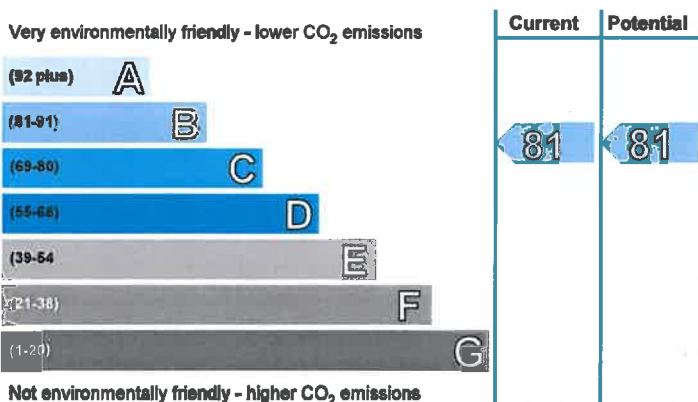 Very environmentally friendly - lower CO₂ emissions
Current
Potential
(92 plus) A
(81-91) B
81
81
(69-80) C
(55-68) D
(39-54 E
(21-38) F
(1-20) G
Not environmentally friendly - higher CO₂ emissions